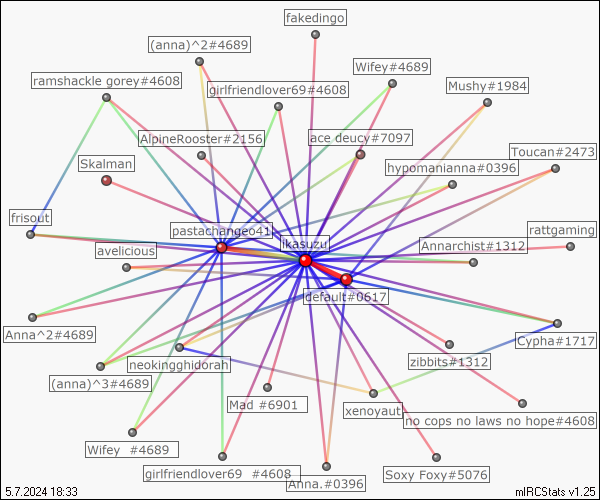 fakedingo
(anna)^2#4689
Wifey#4689
ramshackle gorey#4608
girlfriendlover69#4608
Mushy#1984
AlpineRooster#2156
ace deucy#7097
Toucan#2473
Skalman
hypomanianna#0396
frisout
pastachangeo41
rattgaming
avelicious
ikasuzu
Annarchist#1312
default#0617
Anna^2#4689
Cypha#1717
neokingghidorah
zibbits#1312
(anna)^3#4689
Mad #6901
xenoyaut
no cops no laws no hope#4608
Wifey #4689
girlfriendlover69 #4608
Anna.#0396
Soxy Foxy#5076
5.7.2024 18:33
mIRCStats v1.25